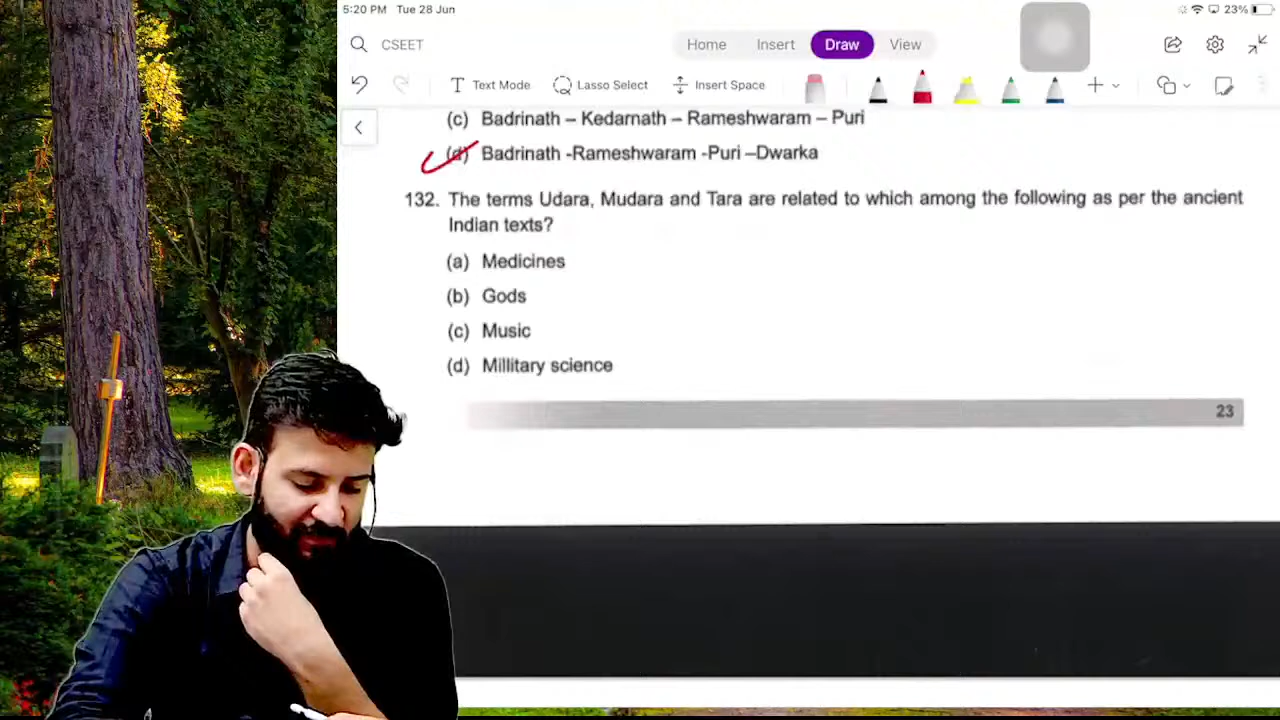 5:20 PM Tue 28 Jun
23%
CSEET
Home Insert Draw View
Text Mode Lasso Select Insert Space
(c) Badrinath – Kedarnath – Rameshwaram – Puri
(d) Badrinath -Rameshwaram -Puri –Dwarka
132. The terms Udara, Mudara and Tara are related to which among the following as per the ancient
Indian texts?
(a) Medicines
(b) Gods
(c) Music
(d) Millitary science
23